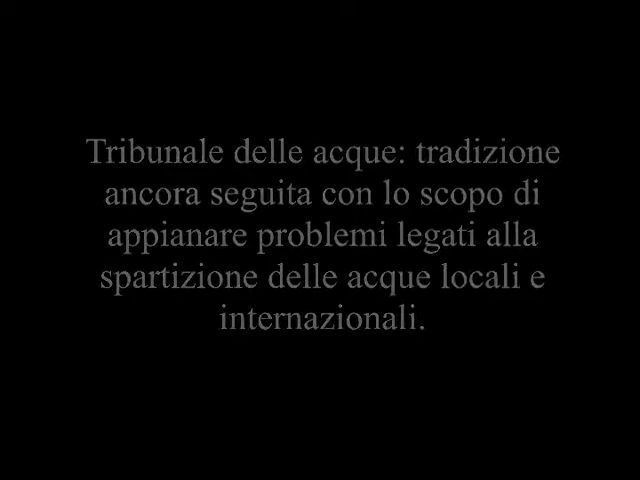 Tribunale delle acque: tradizione
ancora seguita con lo scopo di
appianare problemi legati alla
spartizione delle acque locali e
internazionali.